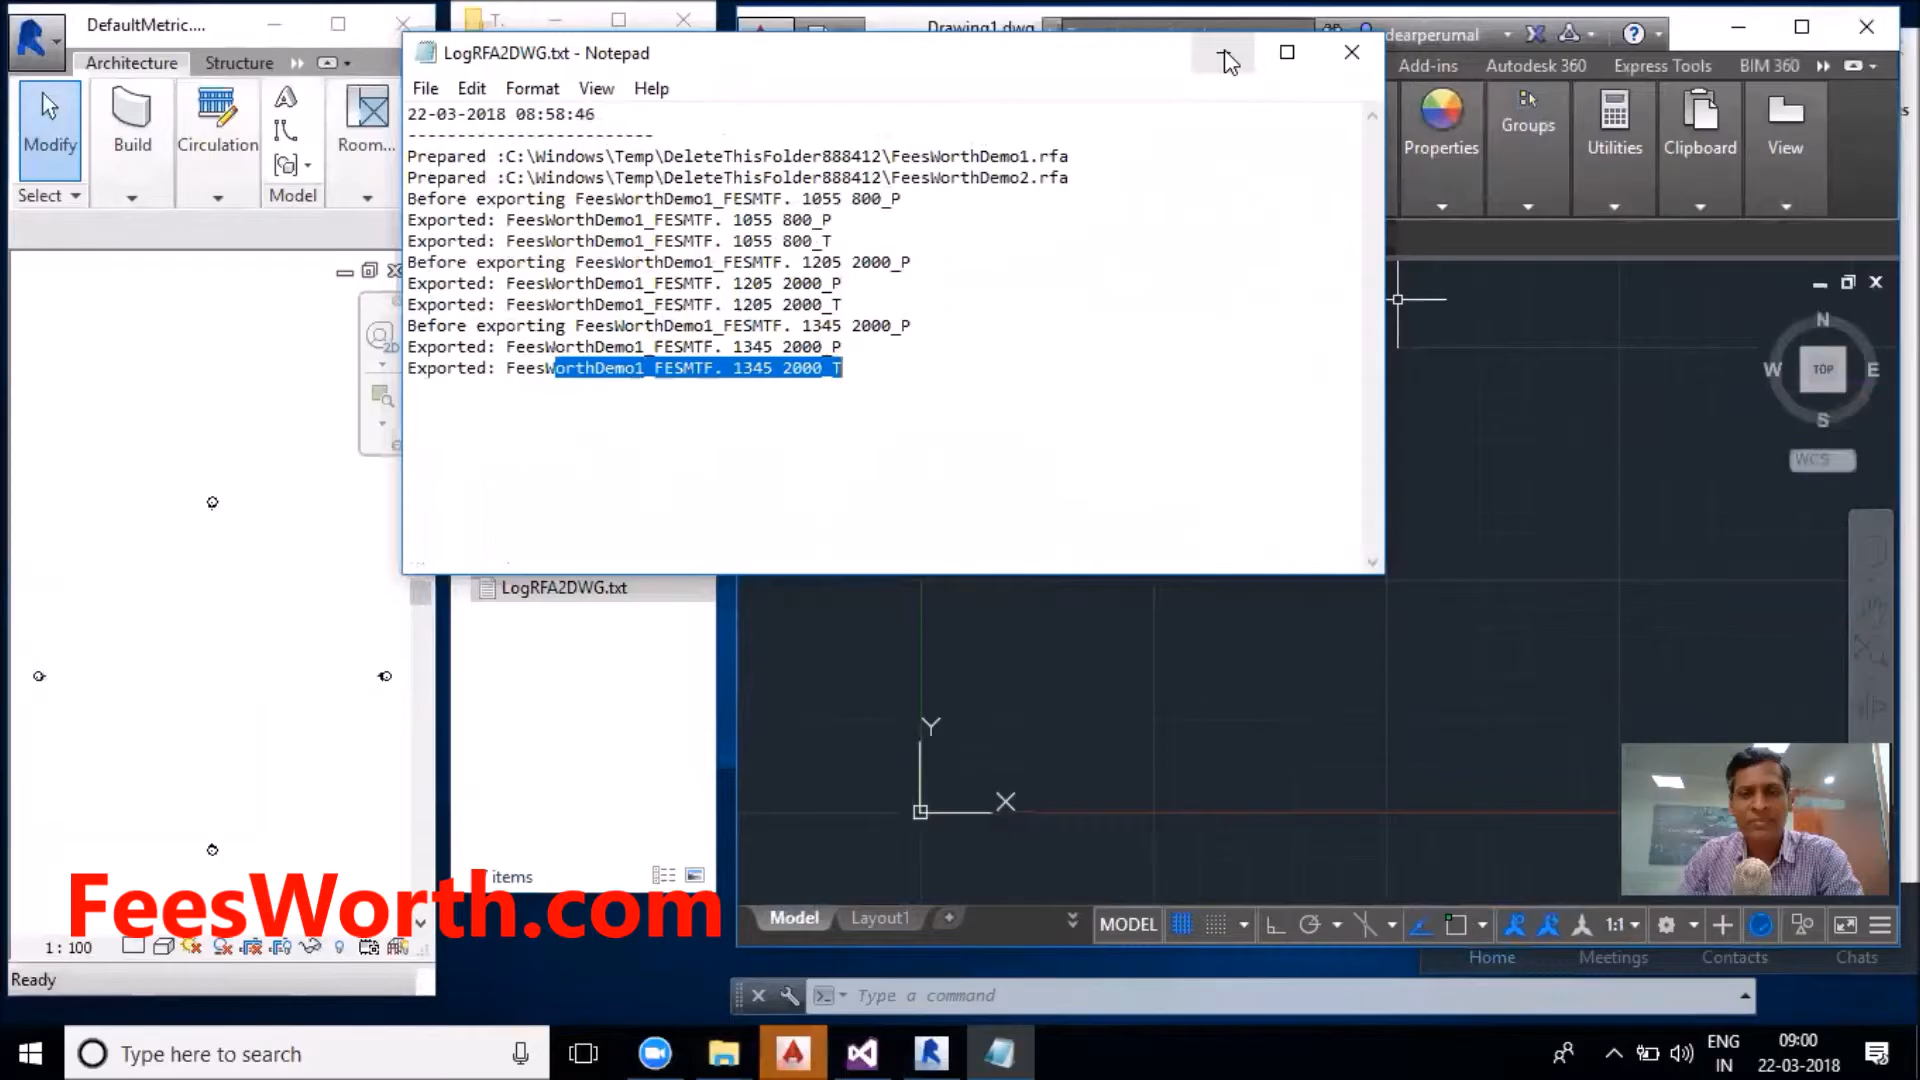 DefaultMetric....
Architecture
Structure
Modify
Build
Circulation
Room...
Select
Model
T.
Drawing1.dwg
dearperumal
Add-ins
Autodesk 360
Express Tools
BIM 360
Properties
Groups
Utilities
Clipboard
View
LogRFA2DWG.txt - Notepad
File
Edit
Format
View
Help
22-03-2018 08:58:46
-------------------------
Prepared :C:\Windows\Temp\DeleteThisFolder888412\FeesWorthDemo1.rfa
Prepared :C:\Windows\Temp\DeleteThisFolder888412\FeesWorthDemo2.rfa
Before exporting FeesWorthDemo1_FESMTF. 1055 800_P
Exported: FeesWorthDemo1_FESMTF. 1055 800_P
Exported: FeesWorthDemo1_FESMTF. 1055 800_T
Before exporting FeesWorthDemo1_FESMTF. 1205 2000_P
Exported: FeesWorthDemo1_FESMTF. 1205 2000_P
Exported: FeesWorthDemo1_FESMTF. 1205 2000_T
Before exporting FeesWorthDemo1_FESMTF. 1345 2000_P
Exported: FeesWorthDemo1_FESMTF. 1345 2000_P
Exported: FeesWorthDemo1_FESMTF. 1345 2000_T
2D
N
W
TOP
E
S
WCS
LogRFA2DWG.txt
Y
X
items
FeesWorth.com
1 : 100
Ready
Model
Layout1
MODEL
1:1
Home
Meetings
Contacts
Chats
Type a command
Type here to search
ENG
IN
09:00
22-03-2018